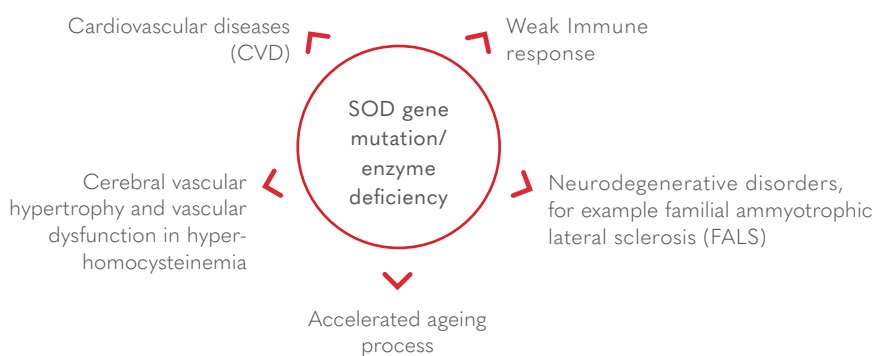 Cardiovascular diseases
(CVD)
Weak Immune
response
SOD gene
mutation/
enzyme
deficiency
Cerebral vascular
hypertrophy and vascular
dysfunction in hyper-
homocysteinemia
Neurodegenerative disorders,
for example familial ammyotrophic
lateral sclerosis (FALS)
Accelerated ageing
process